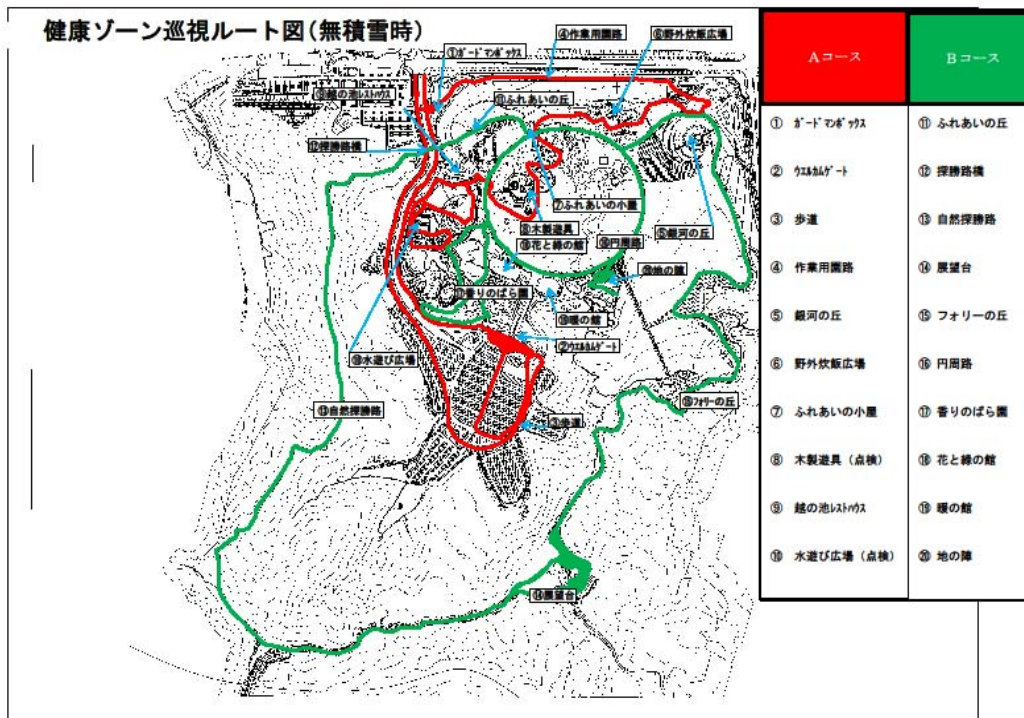 健康ゾーン巡視ルート図(無積雪時)
④作業用園路
⑥野外炊飯広場
①ガードマンボックス
⑨越の池レストハウス
⑪ふれあいの丘
⑫探勝路橋
⑦ふれあいの小屋
⑧木製遊具
⑤銀河の丘
⑱花と緑の館
⑯円周路
⑳地の陣
⑰香りのばら園
⑲暖の館
②ウエルカムゲート
⑩水遊び広場
⑬自然探勝路
⑮フォリーの丘
③歩道
⑭展望台
Aコース
Bコース
① ガードマンボックス
⑪ ふれあいの丘
② ウエルカムゲート
⑫ 探勝路橋
③ 歩道
⑬ 自然探勝路
④ 作業用園路
⑭ 展望台
⑤ 銀河の丘
⑮ フォリーの丘
⑥ 野外炊飯広場
⑯ 円周路
⑦ ふれあいの小屋
⑰ 香りのばら園
⑧ 木製遊具(点検)
⑱ 花と緑の館
⑨ 越の池レストハウス
⑲ 暖の館
⑩ 水遊び広場(点検)
⑳ 地の陣